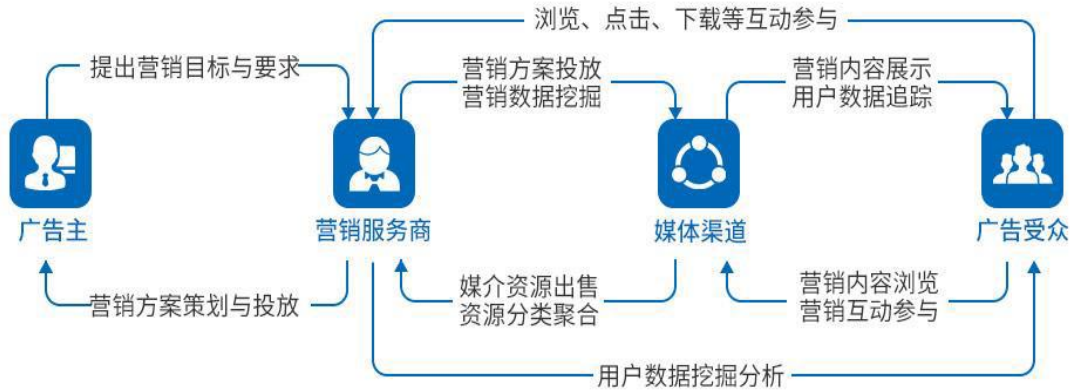 浏览、点击、下载等互动参与
提出营销目标与要求
营销方案投放
营销数据挖掘
营销内容展示
用户数据追踪
广告主
营销服务商
媒体渠道
广告受众
营销方案策划与投放
媒介资源出售
资源分类聚合
营销内容浏览
营销互动参与
用户数据挖掘分析